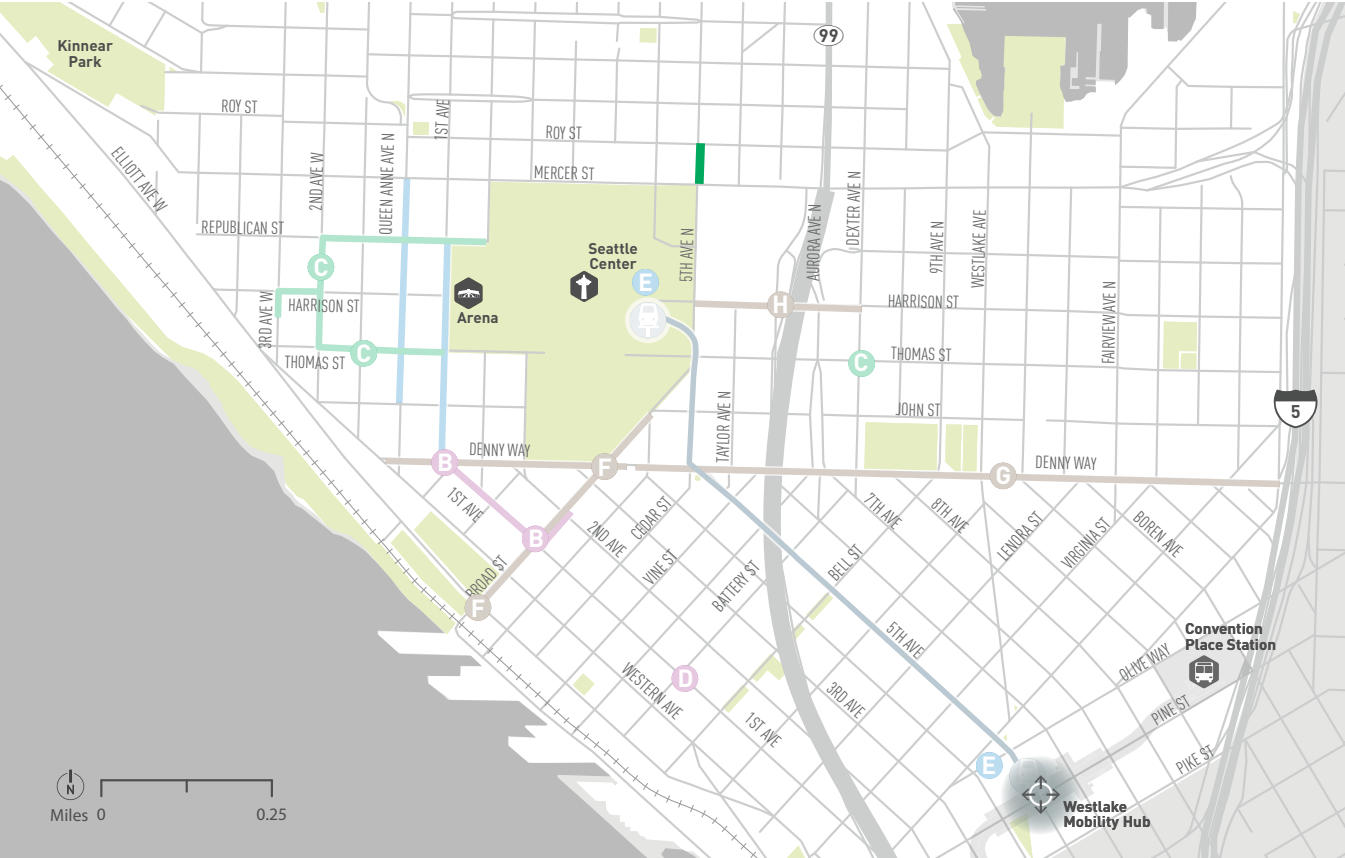 99
Kinnear
Park
ROY ST
1ST AVE
ROY ST
ELLIOTT AVE W
2ND AVE W
QUEEN ANNE AVE N
MERCER ST
DEXTER AVE N
AURORA AVE N
9TH AVE N
WESTLAKE AVE
REPUBLICAN ST
5TH AVE N
Seattle
Center
C
E
3RD AVE W
HARRISON ST
Arena
H
HARRISON ST
FAIRVIEW AVE N
THOMAS ST
C
C
THOMAS ST
TAYLOR AVE N
JOHN ST
5
B
DENNY WAY
F
G
DENNY WAY
1ST AVE
B
2ND AVE
CEDAR ST
VINE ST
7TH AVE
8TH AVE
LENORA ST
VIRGINIA ST
BOREN AVE
BROAD ST
F
BATTERY ST
BELL ST
5TH AVE
Convention
Place Station
OLIVE WAY
WESTERN AVE
D
1ST AVE
3RD AVE
PINE ST
PIKE ST
E
Westlake
Mobility Hub
N
Miles 0 0.25